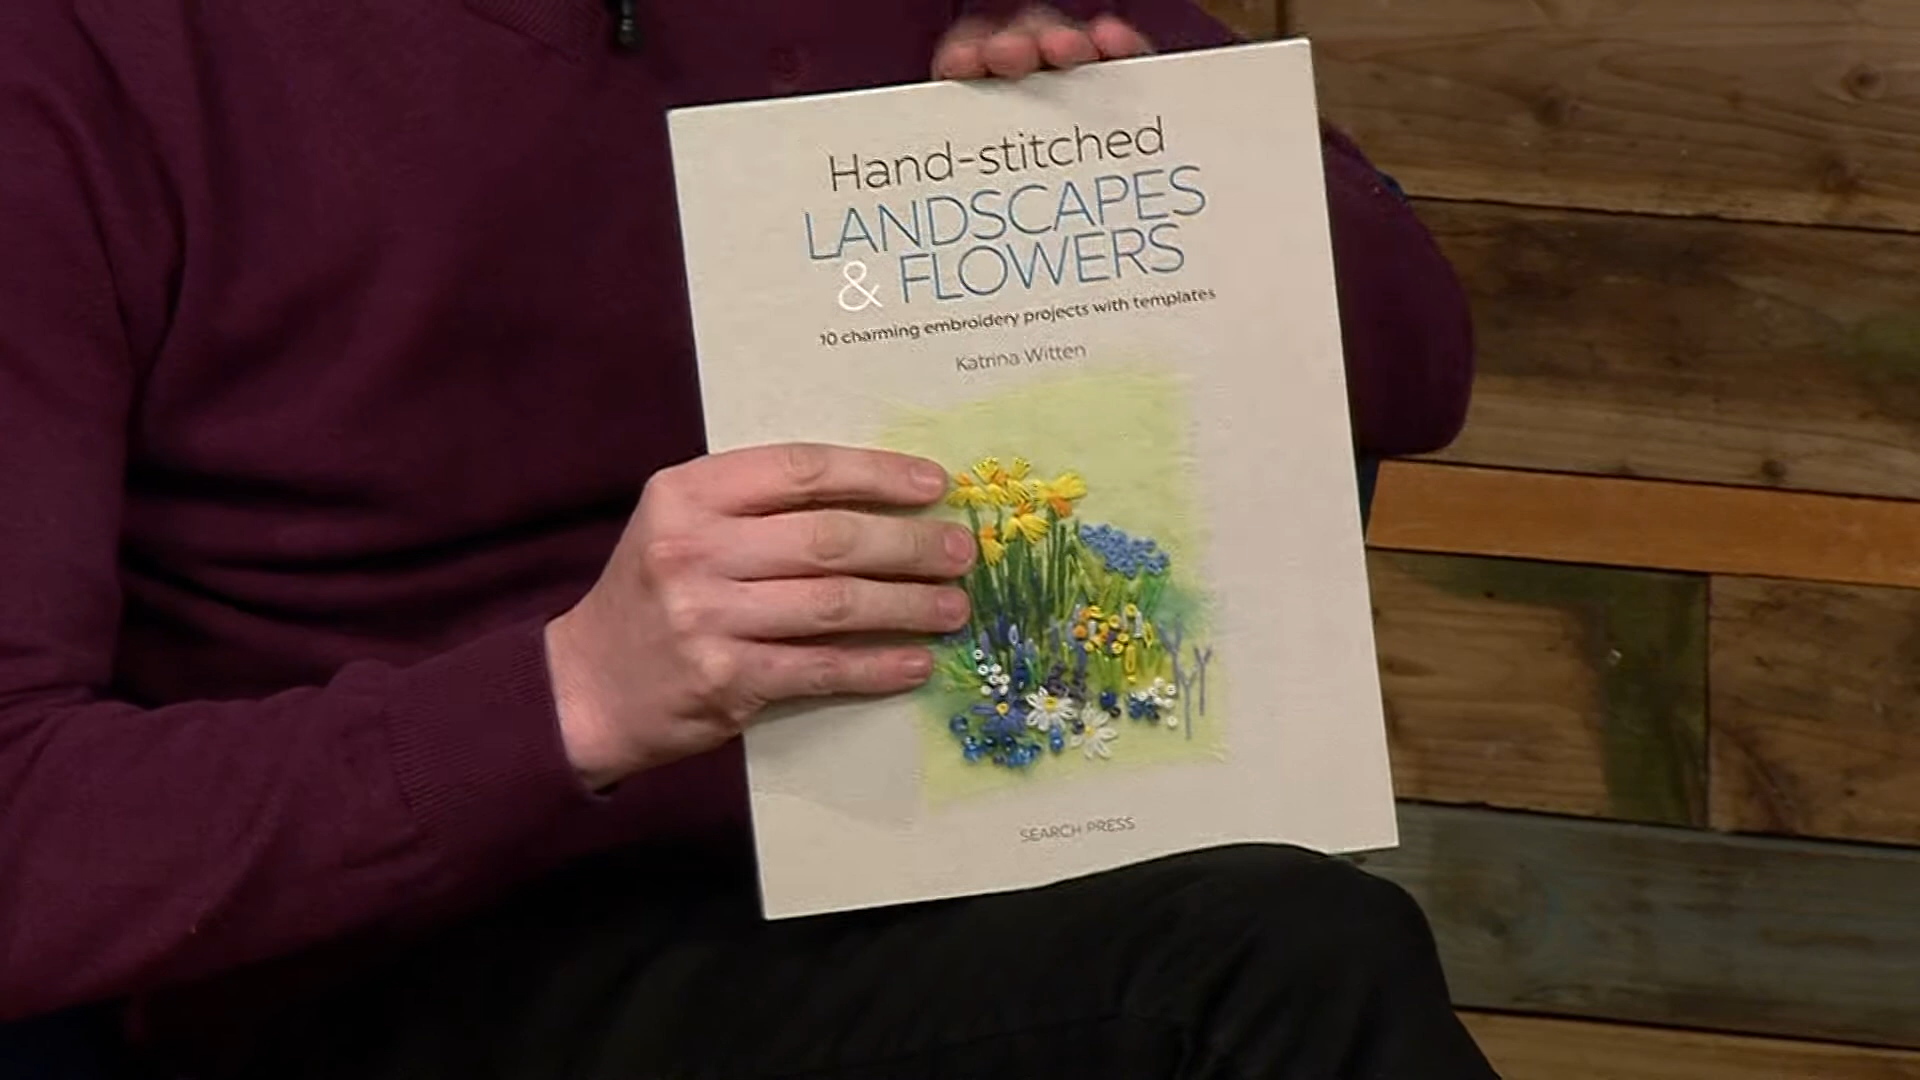 Hand-stitched
LANDSCAPES
& FLOWERS
10 charming embroidery projects with templates
Katrina Witten
SEARCH PRESS